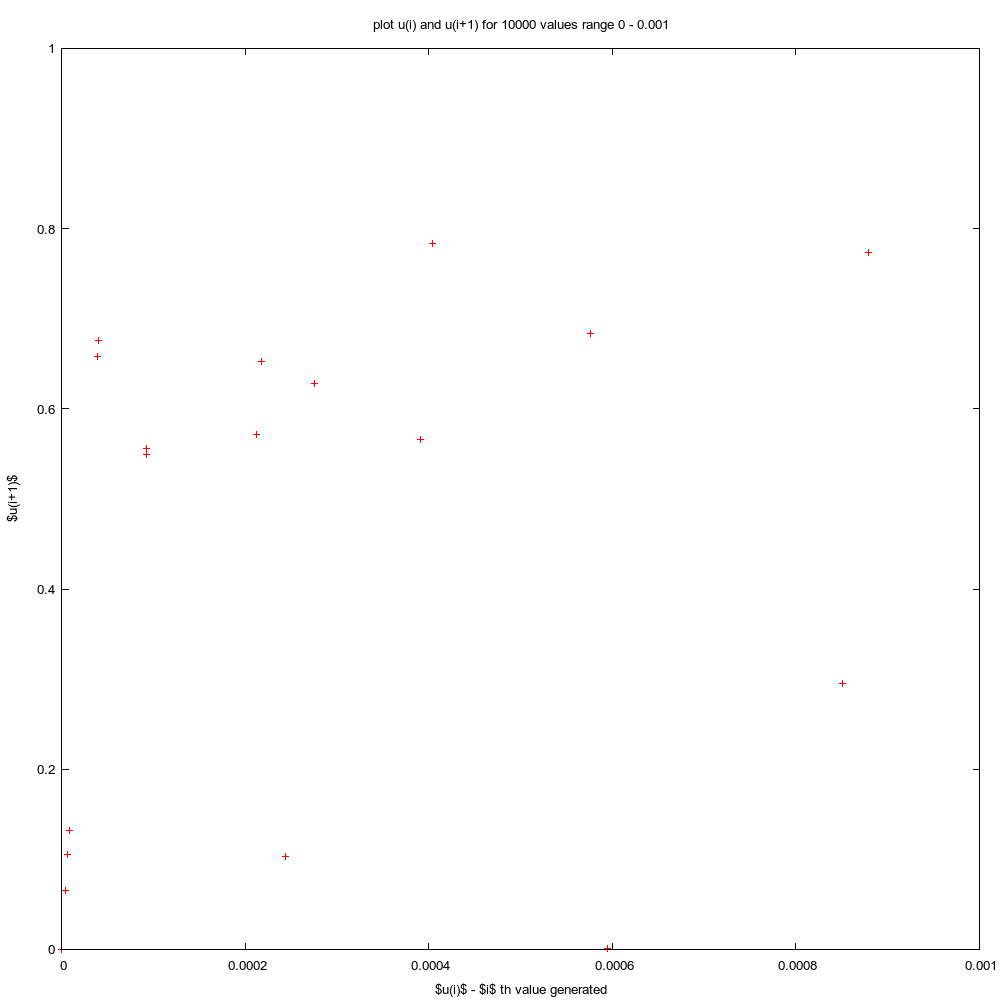 plot u(i) and u(i+1) for 10000 values range 0 - 0.001
1
0.8
0.6
0.4
0.2
0
$u(i+1)$
0 0.0002 0.0004 0.0006 0.0008 0.001
$u(i)$ - $i$ th value generated